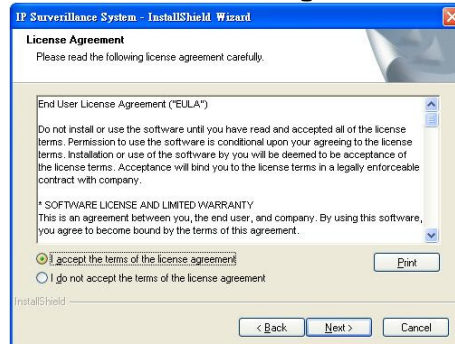 IP Surverillance System - InstallShield Wizard
License Agreement
Please read the following license agreement carefully.
End User License Agreement ("EULA")
Do not install or use the software until you have read and accepted all of the license
terms. Permission to use the software is conditional upon your agreeing to the license
terms. Installation or use of the software by you will be deemed to be acceptance of
the license terms. Acceptance will bind you to the license terms in a legally enforceable
contract with company.
* SOFTWARE LICENSE AND LIMITED WARRANTY
This is an agreement between you, the end user, and company. By using this software,
you agree to become bound by the terms of this agreement.
I accept the terms of the license agreement
Print
I do not accept the terms of the license agreement
InstallShield
< Back Next > Cancel